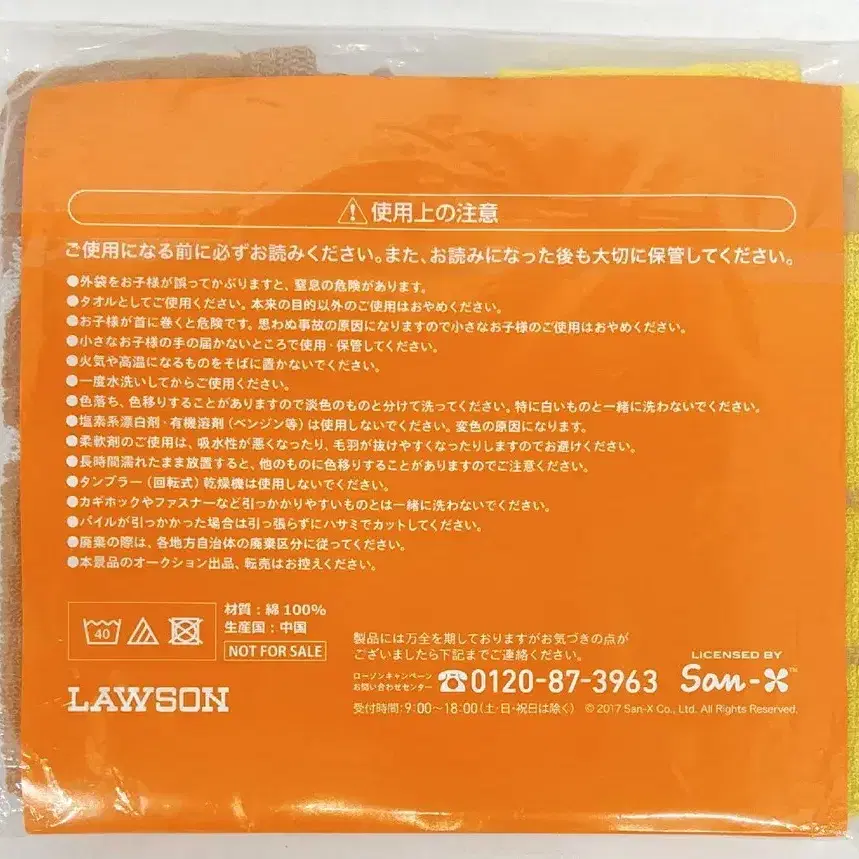 使用上の注意
ご使用になる前に必ずお読みください。また、お読みになった後も大切に保管してください。
●外袋をお子様が誤ってかぶりますと、窒息の危険があります。
●タオルとしてご使用ください。本来の目的以外のご使用はおやめください。
●お子様が首に巻くと危険です。思わぬ事故の原因になりますので小さなお子様のご使用はおやめください。
●小さなお子様の手の届かないところで使用・保管してください。
●火気や高温になるものをそばに置かないでください。
●一度水洗いしてからご使用ください。
●色落ち、色移りすることがありますので淡色のものと分けて洗ってください。特に白いものと一緒に洗わないでください。
●塩素系漂白剤・有機溶剤（ベンジン等）は使用しないでください。変色の原因になります。
●柔軟剤のご使用は、吸水性が悪くなったり、毛羽が抜けやすくなったりしますのでお避けください。
●長時間濡れたまま放置すると、他のものに色移りすることがありますのでご注意ください。
●タンブラー（回転式）乾燥機は使用しないでください。
●カギホックやファスナーなど引っかかりやすいものとは一緒に洗わないでください。
●パイルが引っかかった場合は引っ張らずにハサミでカットしてください。
●廃棄の際は、各地方自治体の廃棄区分に従ってください。
●本景品のオークション出品、転売はお控えください。
40
材質：綿 100%
生産国：中国
NOT FOR SALE
LAWSON
製品には万全を期しておりますがお気づきの点が
ございましたら下記までご連絡ください。
ローソンキャンペーン
お問い合わせセンター
0120-87-3963
受付時間：9:00〜18:00（土・日・祝日は除く）
LICENSED BY
San-X™
© 2017 San-X Co., Ltd. All Rights Reserved.